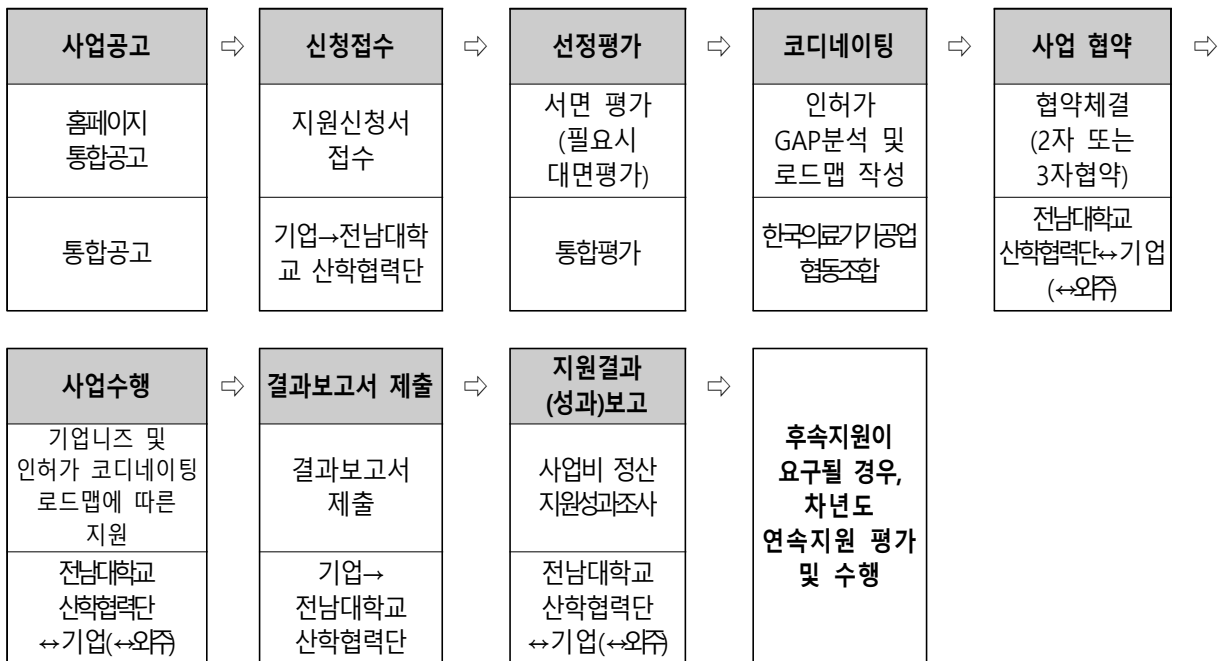 사업공고 ⇨ 신청접수 ⇨ 선정평가 ⇨ 코디네이팅 ⇨ 사업 협약 ⇨
홈페이지
통합공고
지원신청서
접수
서면 평가
(필요시
대면평가)
인허가
GAP분석 및
로드맵 작성
협약체결
(2자 또는
3자협약)
통합공고
기업→전남대학
교 산학협력단
통합평가
한국의료기기공업
협동조합
전남대학교
산학협력단↔기업
(↔외주)
사업수행 ⇨ 결과보고서 제출 ⇨
지원결과
(성과)보고
⇨
기업니즈 및
인허가 코디네이팅
로드맵에 따른
지원
결과보고서
제출
사업비 정산
지원성과조사
전남대학교
산학협력단
↔기업(↔외주)
기업→
전남대학교
산학협력단
전남대학교
산학협력단
↔기업(↔외주)
후속지원이
요구될 경우,
차년도
연속지원 평가
및 수행